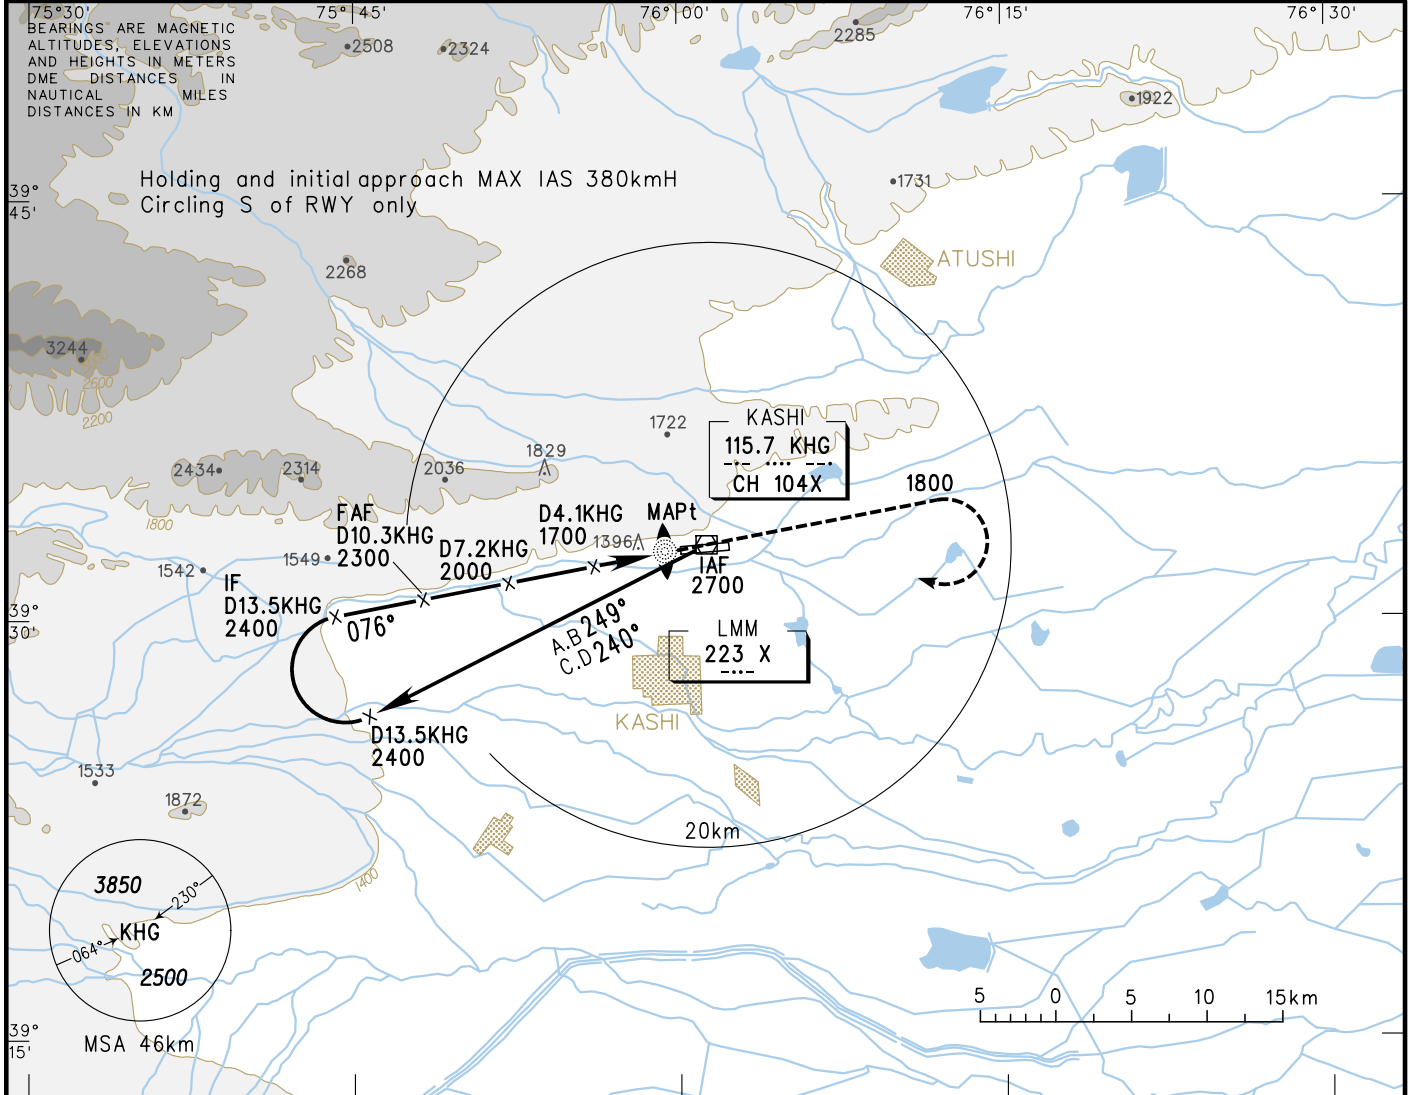 75°30'
75°45'
76°00'
76°15'
76°30'
BEARINGS ARE MAGNETIC
ALTITUDES, ELEVATIONS
AND HEIGHTS IN METERS
DME DISTANCES IN
NAUTICAL MILES
DISTANCES IN KM
2508
2324
2285
1922
Holding and initial approach MAX IAS 380kmH
Circling S of RWY only
1731
39°
45'
2268
ATUSHI
3244
2600
2200
1722
KASHI
115.7 KHG
CH 104X
1829
2434
2314
2036
1800
1800
FAF
D10.3KHG
2300
D4.1KHG
1700
MAPt
1396
D7.2KHG
2000
1549
1542
IAF
2700
IF
D13.5KHG
2400
076°
39°
30'
A.B 249°
C.D 240°
LMM
223 X
KASHI
D13.5KHG
2400
1533
1872
20km
1400
3850
230°
KHG
064°
2500
5 0 5 10 15km
39°
15'
MSA 46km